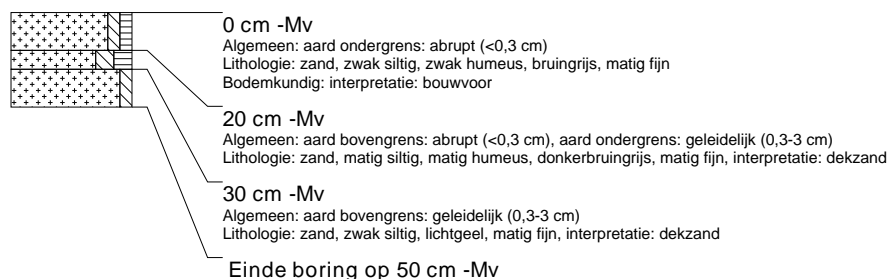 0 cm -Mv
Algemeen: aard ondergrens: abrupt (<0,3 cm)
Lithologie: zand, zwak siltig, zwak humeus, bruingrijs, matig fijn
Bodemkundig: interpretatie: bouwvoor
20 cm -Mv
Algemeen: aard bovengrens: abrupt (<0,3 cm), aard ondergrens: geleidelijk (0,3-3 cm)
Lithologie: zand, matig siltig, matig humeus, donkerbruingrijs, matig fijn, interpretatie: dekzand
30 cm -Mv
Algemeen: aard bovengrens: geleidelijk (0,3-3 cm)
Lithologie: zand, zwak siltig, lichtgeel, matig fijn, interpretatie: dekzand
Einde boring op 50 cm -Mv